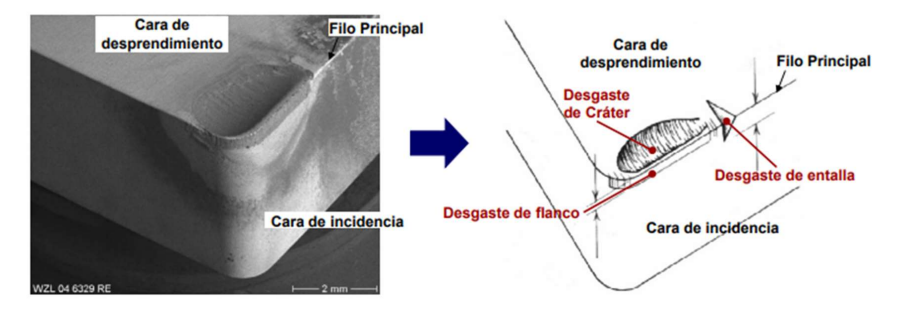 Cara de
desprendimiento
Filo Principal
Cara de incidencia
WZL 04 6329 RE
2 mm
Cara de
desprendimiento
Filo Principal
Desgaste
de Cráter
Desgaste de entalla
Desgaste de flanco
Cara de incidencia